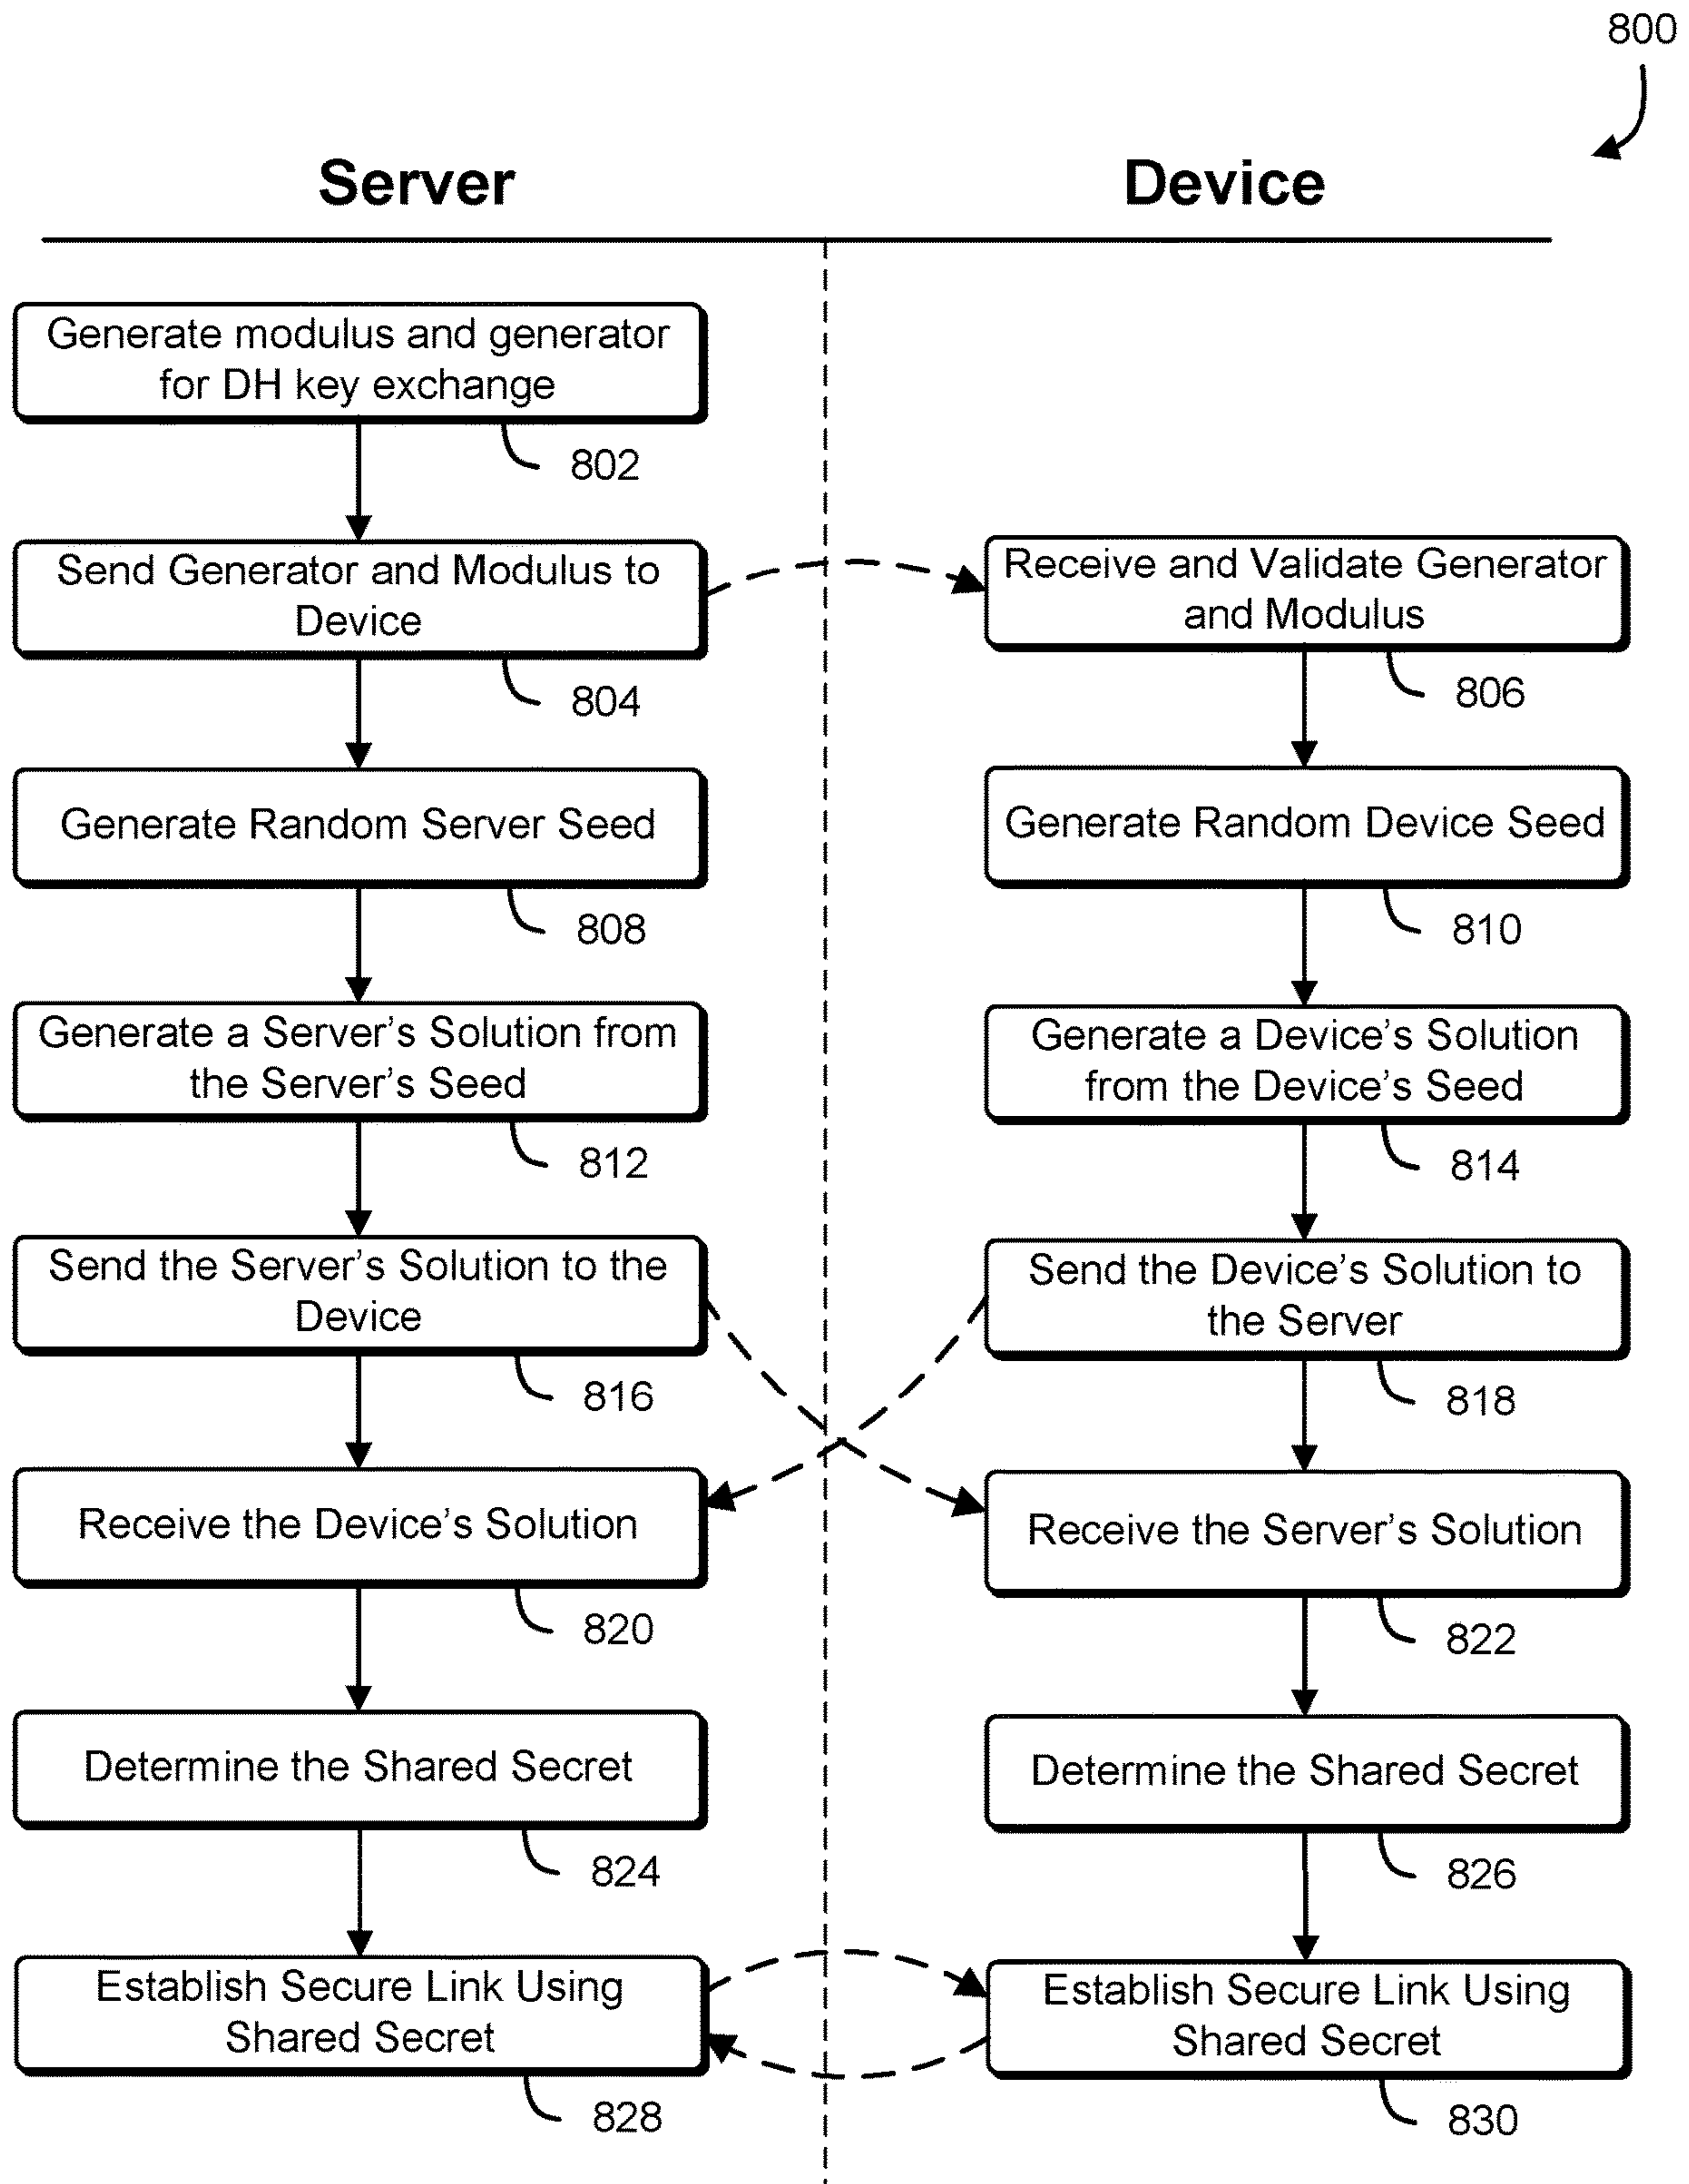 800
Server
Device
Generate modulus and generator
for DH key exchange
802
Send Generator and Modulus to
Device
804
Receive and Validate Generator
and Modulus
806
Generate Random Server Seed
808
Generate Random Device Seed
810
Generate a Server's Solution from
the Server's Seed
812
Generate a Device's Solution
from the Device's Seed
814
Send the Server's Solution to the
Device
816
Send the Device's Solution to
the Server
818
Receive the Device's Solution
820
Receive the Server's Solution
822
Determine the Shared Secret
824
Determine the Shared Secret
826
Establish Secure Link Using
Shared Secret
828
Establish Secure Link Using
Shared Secret
830